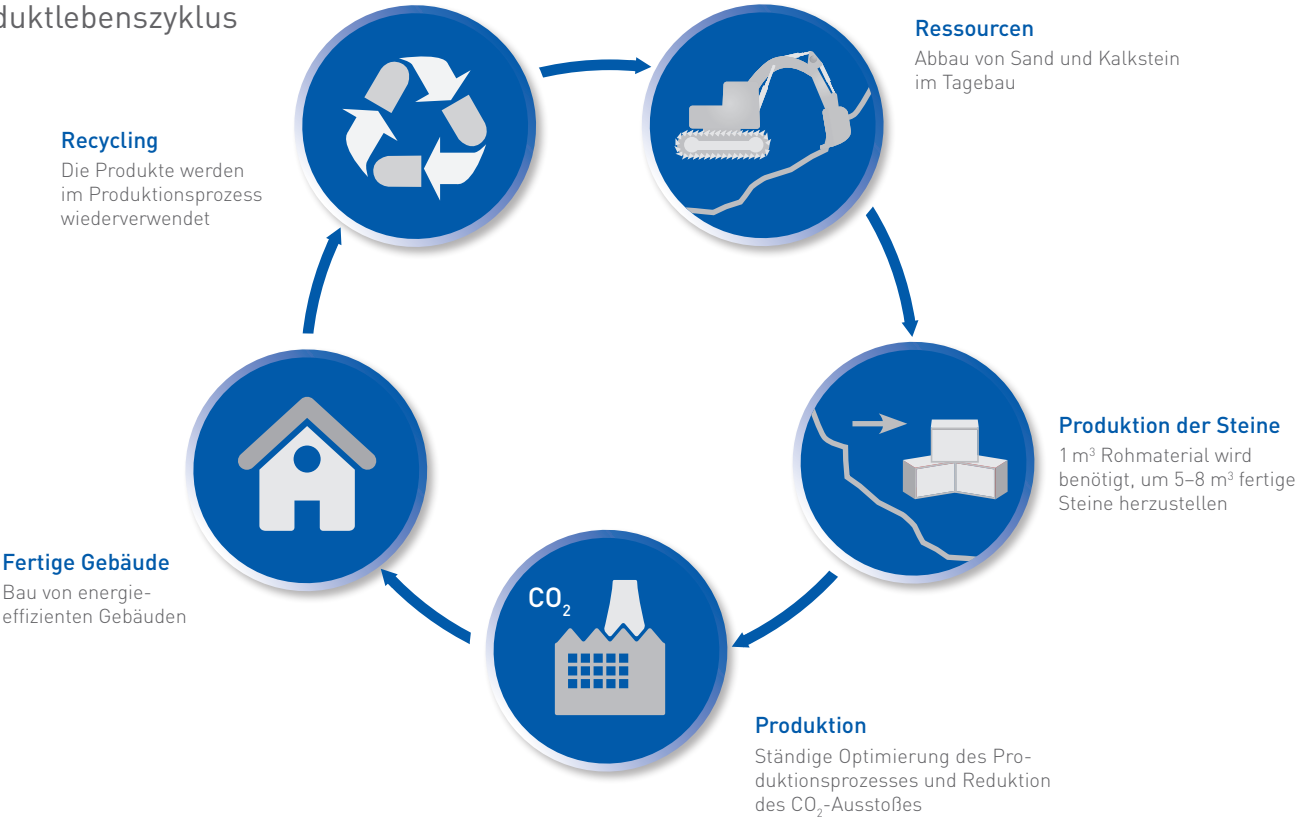 duktlebenszyklus
Ressourcen
Abbau von Sand und Kalkstein
im Tagebau
Recycling
Die Produkte werden
im Produktionsprozess
wiederverwendet
Produktion der Steine
1 m³ Rohmaterial wird
benötigt, um 5–8 m³ fertige
Steine herzustellen
Fertige Gebäude
Bau von energie-
effizienten Gebäuden
CO₂
Produktion
Ständige Optimierung des Pro-
duktionsprozesses und Reduktion
des CO₂-Ausstoßes